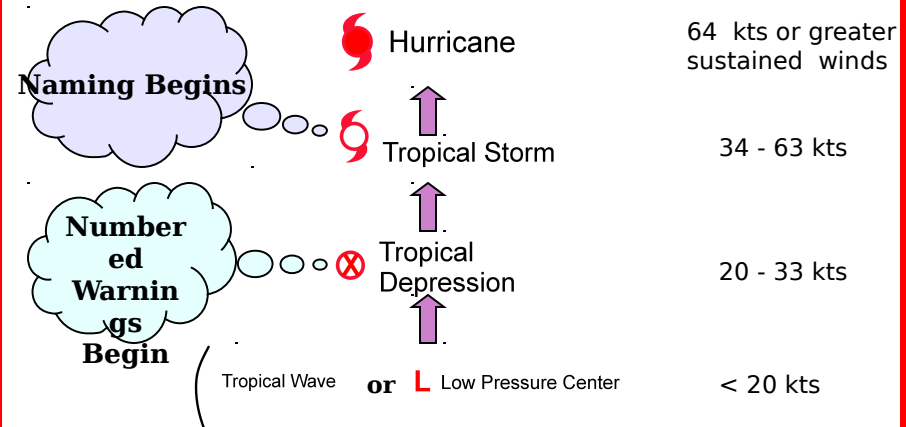 Hurricane
64 kts or greater
sustained winds
Naming Begins
Tropical Storm
34 - 63 kts
Number
ed
Warnin
gs
Begin
X
Tropical
Depression
20 - 33 kts
Tropical Wave or L Low Pressure Center
< 20 kts